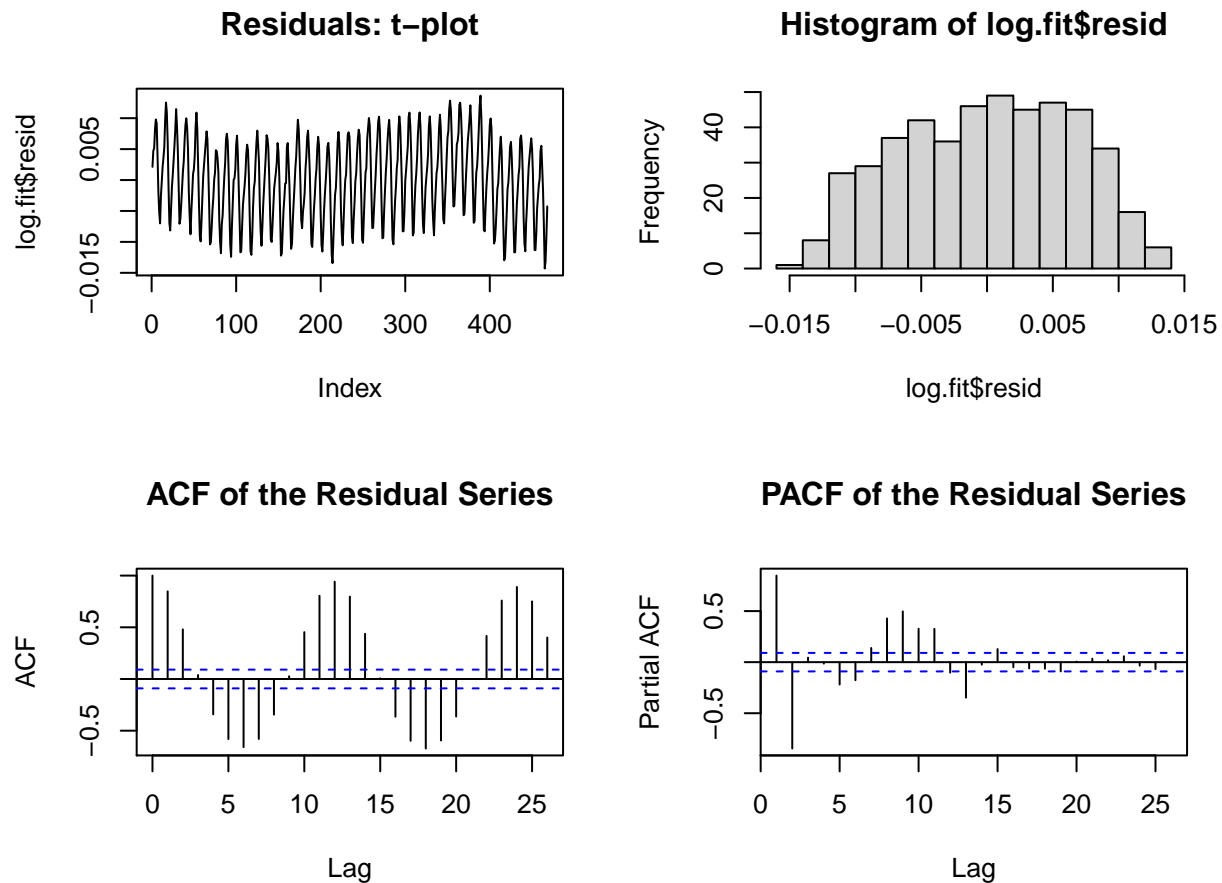 Residuals: t−plot
log.fit$resid
−0.015
0.005
0 100 200 300 400
Index
Histogram of log.fit$resid
Frequency
0 20 40
−0.015 −0.005 0.005 0.015
log.fit$resid
ACF of the Residual Series
ACF
−0.5 0.5
0 5 10 15 20 25
Lag
PACF of the Residual Series
Partial ACF
−0.5 0.5
0 5 10 15 20 25
Lag